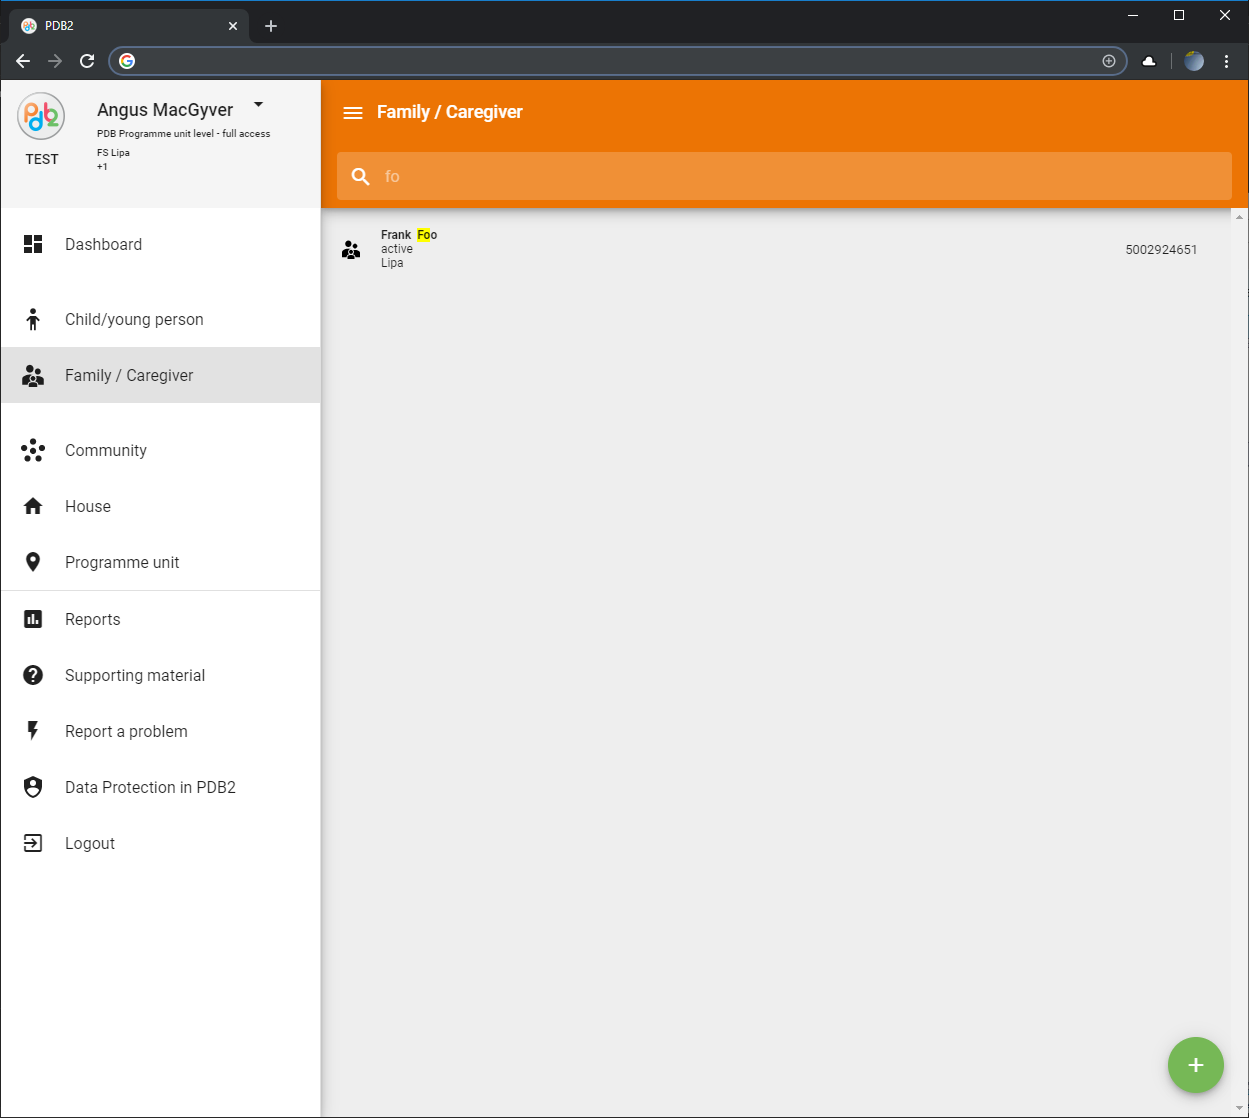 PDB2
pdb2
Angus MacGyver
PDB Programme unit level - full access
FS Lipa
+1
TEST
Family / Caregiver
fo
Dashboard
Child/young person
Family / Caregiver
Community
House
Programme unit
Reports
Supporting material
Report a problem
Data Protection in PDB2
Logout
Frank Foo
active
Lipa
5002924651